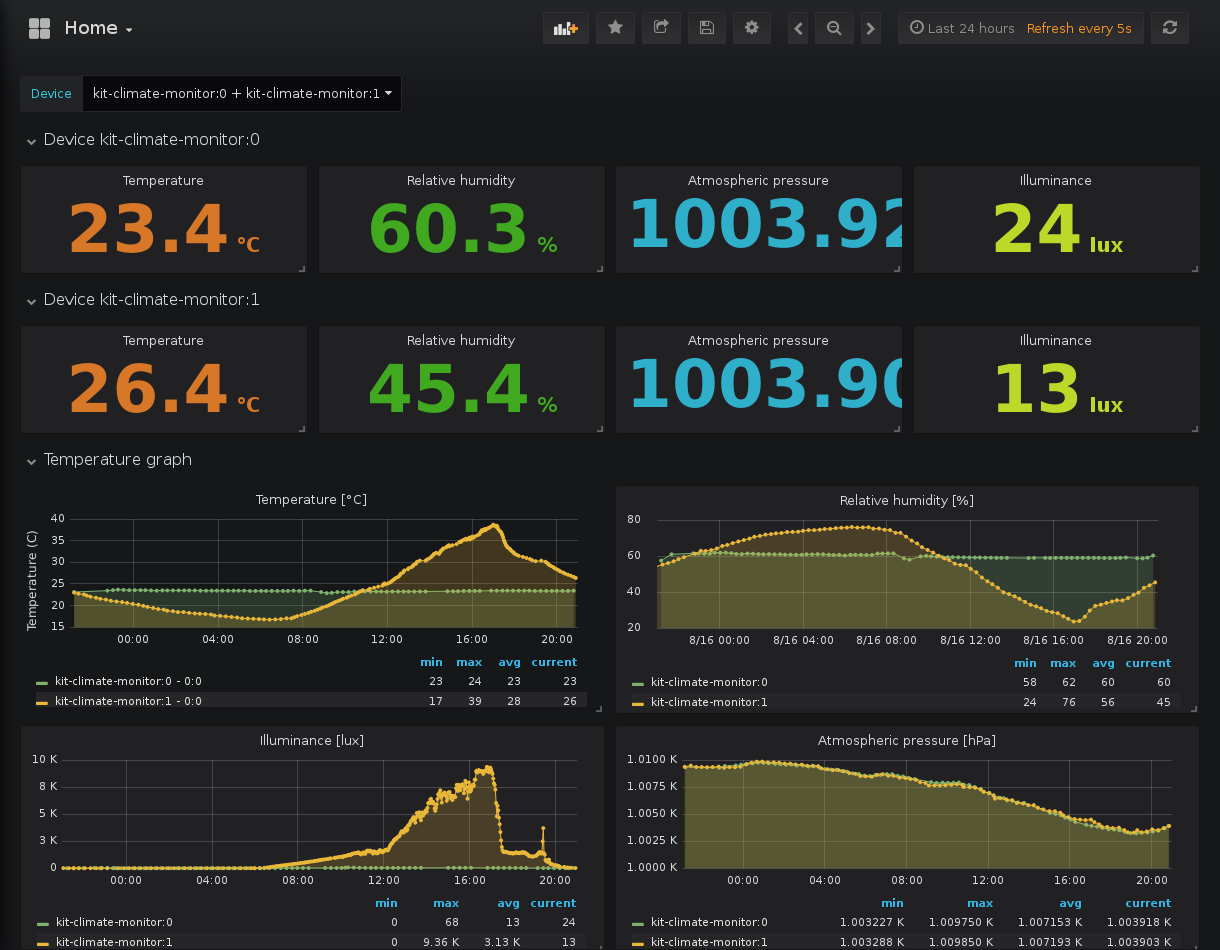 Home
Last 24 hours Refresh every 5s
Device kit-climate-monitor:0 + kit-climate-monitor:1
Device kit-climate-monitor:0
Temperature Relative humidity Atmospheric pressure Illuminance
23.4 °C 60.3 % 1003.92 24 lux
Device kit-climate-monitor:1
Temperature Relative humidity Atmospheric pressure Illuminance
26.4 °C 45.4 % 1003.90 13 lux
Temperature graph
Temperature [°C]
Temperature (C)
40
35
30
25
20
15
00:00 04:00 08:00 12:00 16:00 20:00
min max avg current
kit-climate-monitor:0 - 0:0 23 24 23 23
kit-climate-monitor:1 - 0:0 17 39 28 26
Relative humidity [%]
80
60
40
20
8/16 00:00 8/16 04:00 8/16 08:00 8/16 12:00 8/16 16:00 8/16 20:00
min max avg current
kit-climate-monitor:0 58 62 60 60
kit-climate-monitor:1 24 76 56 45
Illuminance [lux]
10 K
8 K
5 K
3 K
0
00:00 04:00 08:00 12:00 16:00 20:00
min max avg current
kit-climate-monitor:0 0 68 13 24
kit-climate-monitor:1 0 9.36 K 3.13 K 13
Atmospheric pressure [hPa]
1.0100 K
1.0075 K
1.0050 K
1.0025 K
1.0000 K
00:00 04:00 08:00 12:00 16:00 20:00
min max avg current
kit-climate-monitor:0 1.003227 K 1.009750 K 1.007153 K 1.003918 K
kit-climate-monitor:1 1.003288 K 1.009850 K 1.007193 K 1.003903 K